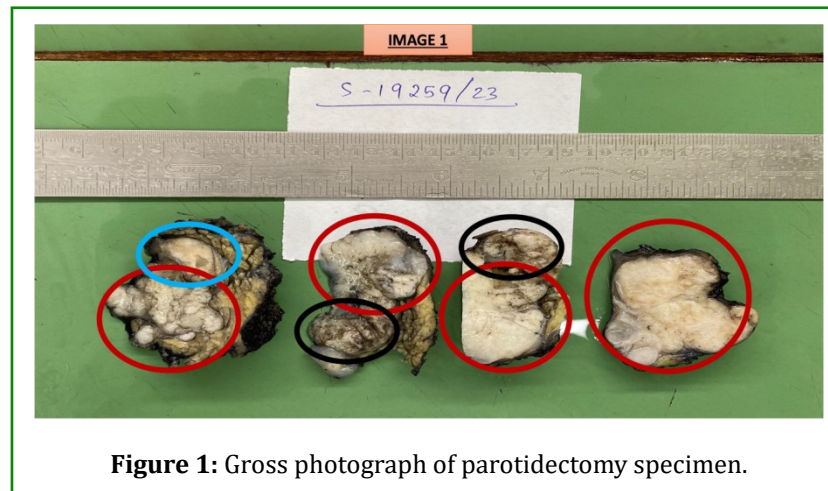 IMAGE 1
S-19259/23
Figure 1: Gross photograph of parotidectomy specimen.